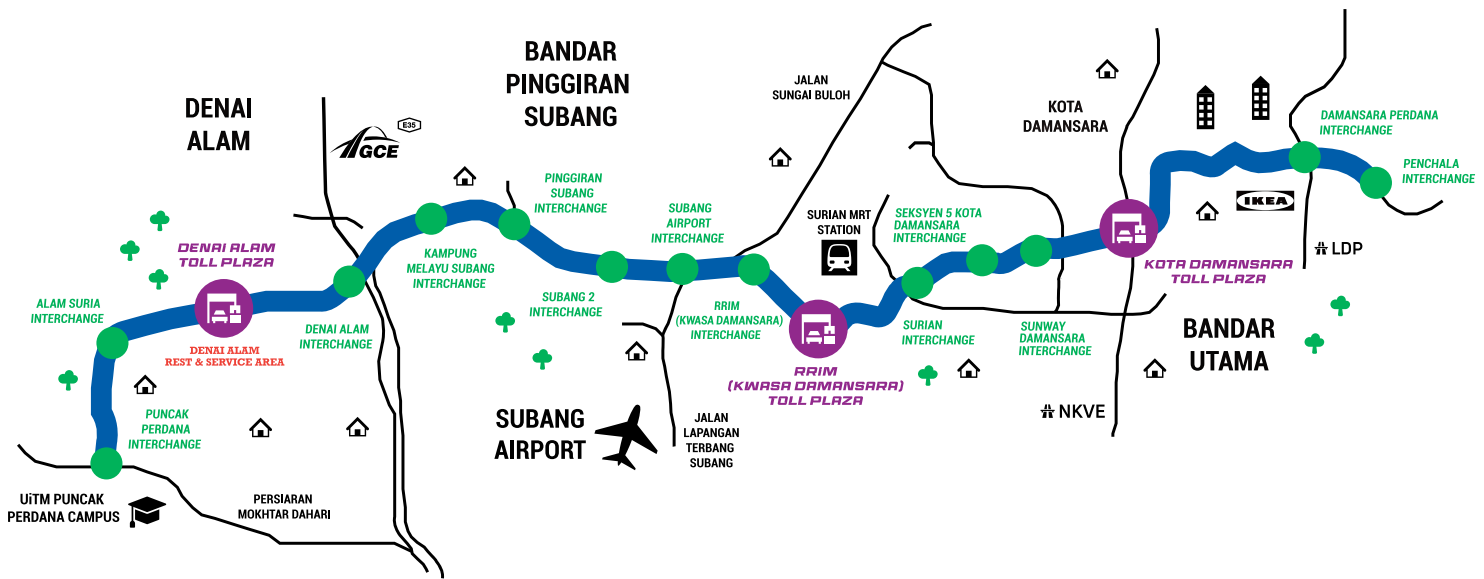 BANDAR
PINGGIRAN
SUBANG
DENAI
ALAM
E35
GCE
JALAN
SUNGAI BULOH
KOTA
DAMANSARA
DAMANSARA PERDANA
INTERCHANGE
PENCHALA
INTERCHANGE
PINGGIRAN
SUBANG
INTERCHANGE
SUBANG
AIRPORT
INTERCHANGE
SURIAN MRT
STATION
SEKSYEN 5 KOTA
DAMANSARA
INTERCHANGE
IKEA
LDP
DENAI ALAM
TOLL PLAZA
KAMPUNG
MELAYU SUBANG
INTERCHANGE
KOTA DAMANSARA
TOLL PLAZA
ALAM SURIA
INTERCHANGE
DENAI ALAM
INTERCHANGE
SUBANG 2
INTERCHANGE
RRIM
(KWASA DAMANSARA)
INTERCHANGE
SURIAN
INTERCHANGE
SUNWAY
DAMANSARA
INTERCHANGE
BANDAR
UTAMA
DENAI ALAM
REST & SERVICE AREA
RRIM
(KWASA DAMANSARA)
TOLL PLAZA
PUNCAK
PERDANA
INTERCHANGE
SUBANG
AIRPORT
JALAN
LAPANGAN
TERBANG
SUBANG
NKVE
UiTM PUNCAK
PERDANA CAMPUS
PERSIARAN
MOKHTAR DAHARI